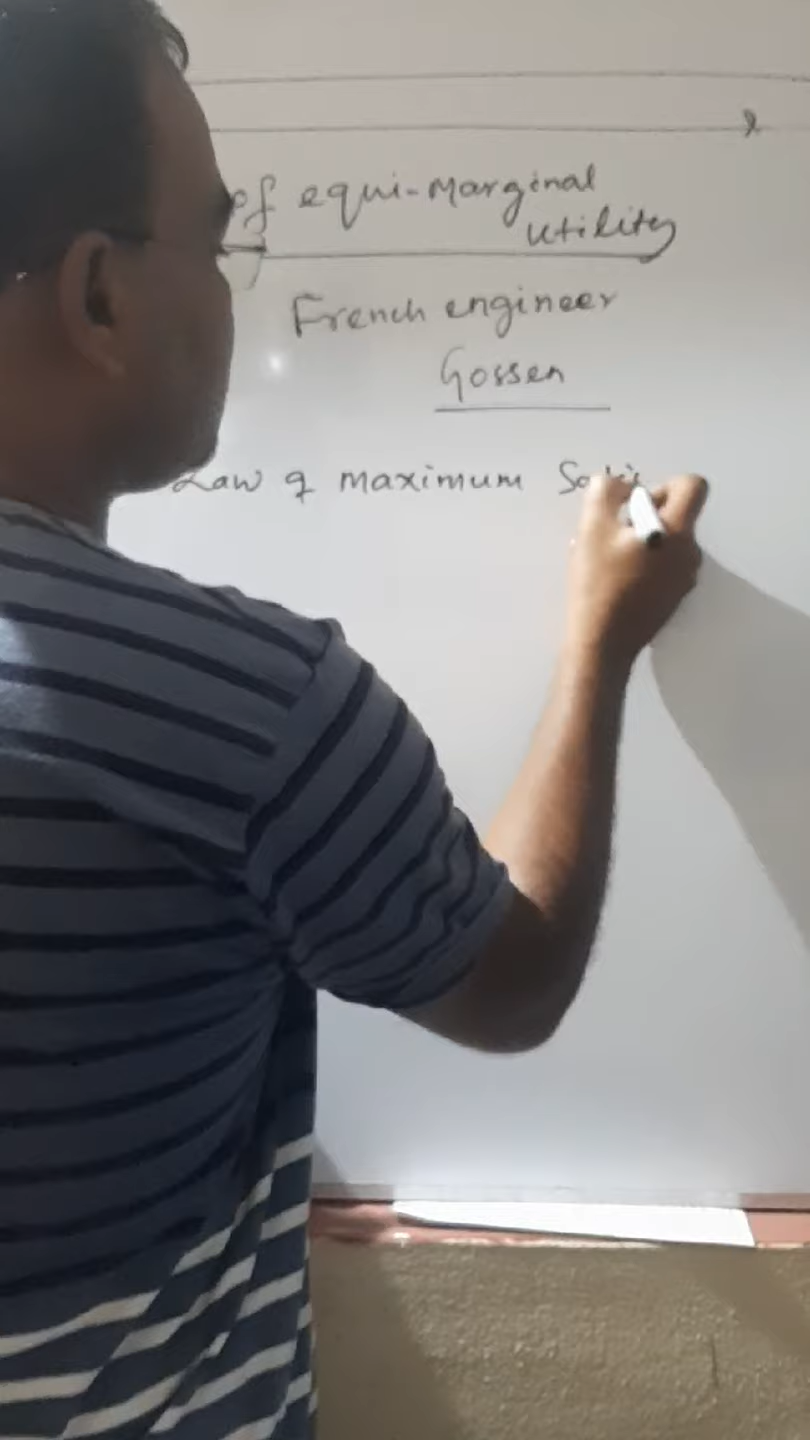 of equi-Marginal
Utility
French engineer
Gossen
Law of maximum